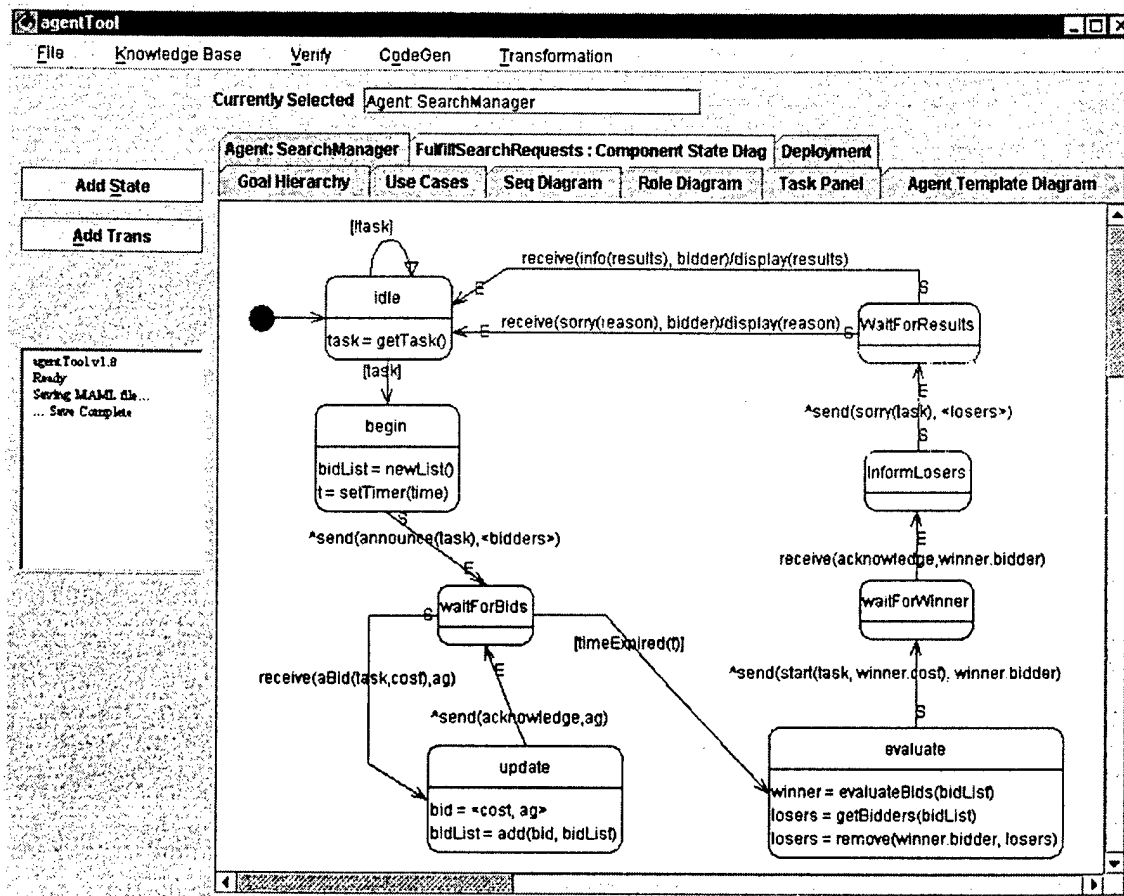 agentTool
File Knowledge Base Verify CodeGen Transformation
Currently Selected Agent: SearchManager
Agent: SearchManager FulfillSearchRequests : Component State Diag Deployment
Goal Hierarchy Use Cases Seq Diagram Role Diagram Task Panel Agent Template Diagram
Add State
Add Trans
agentTool v1.8
Ready
Saving MAML file...
... Save Complete
[!task]
receive(info(results), bidder)/display(results)
E
S
idle
task = getTask()
receive(sorry(reason), bidder)/display(reason)
E
S
WaitForResults
[task]
E
^send(sorry(task), <losers>)
S
begin
bidList = newList()
t = setTimer(time)
InformLosers
S
^send(announce(task),<bidders>)
E
E
receive(acknowledge,winner.bidder)
waitForBids
S
waitForWinner
[timeExpired(t)]
E
receive(aBid(task,cost),ag)
^send(start(task, winner.cost), winner.bidder)
^send(acknowledge,ag)
S
update
bid = <cost, ag>
bidList = add(bid, bidList)
evaluate
winner = evaluateBids(bidList)
losers = getBidders(bidList)
losers = remove(winner.bidder, losers)